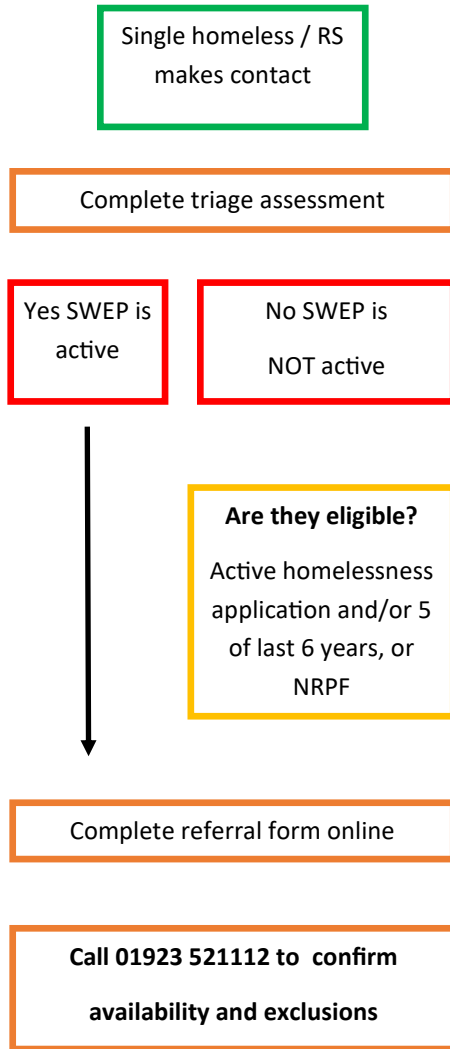 Single homeless / RS
makes contact
Complete triage assessment
Yes SWEP is
active
No SWEP is
NOT active
Are they eligible?
Active homelessness
application and/or 5
of last 6 years, or
NRPF
Complete referral form online
Call 01923 521112 to confirm
availability and exclusions